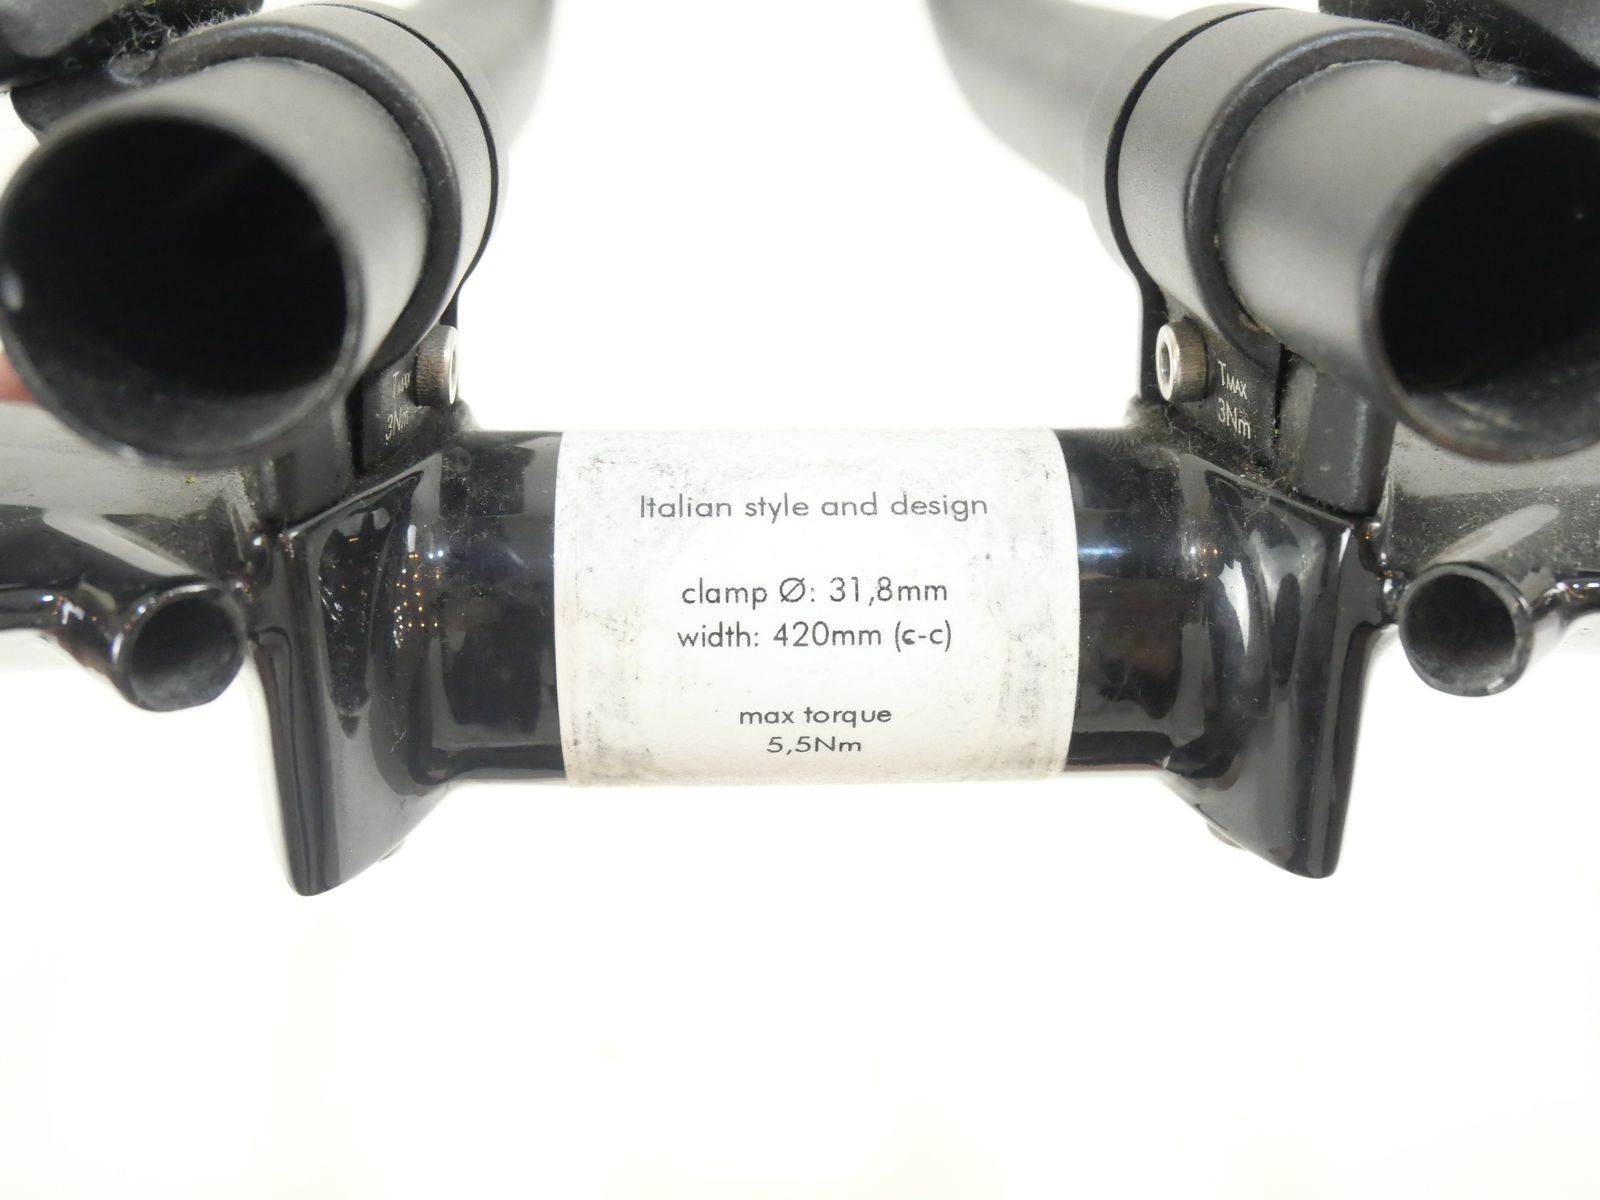 TMAX
3Nm
TMAX
3Nm
Italian style and design
clamp Ø: 31,8mm
width: 420mm (c-c)
max torque
5,5Nm